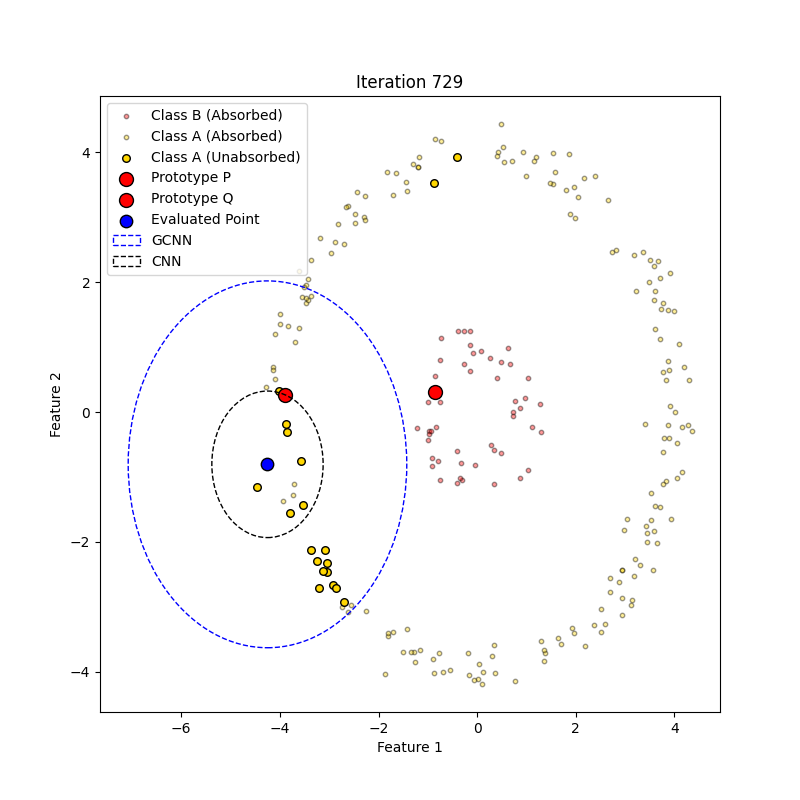 Iteration 729
Class B (Absorbed)
Class A (Absorbed)
Class A (Unabsorbed)
Prototype P
Prototype Q
Evaluated Point
GCNN
CNN
4
2
0
−2
−4
Feature 2
−6 −4 −2 0 2 4
Feature 1